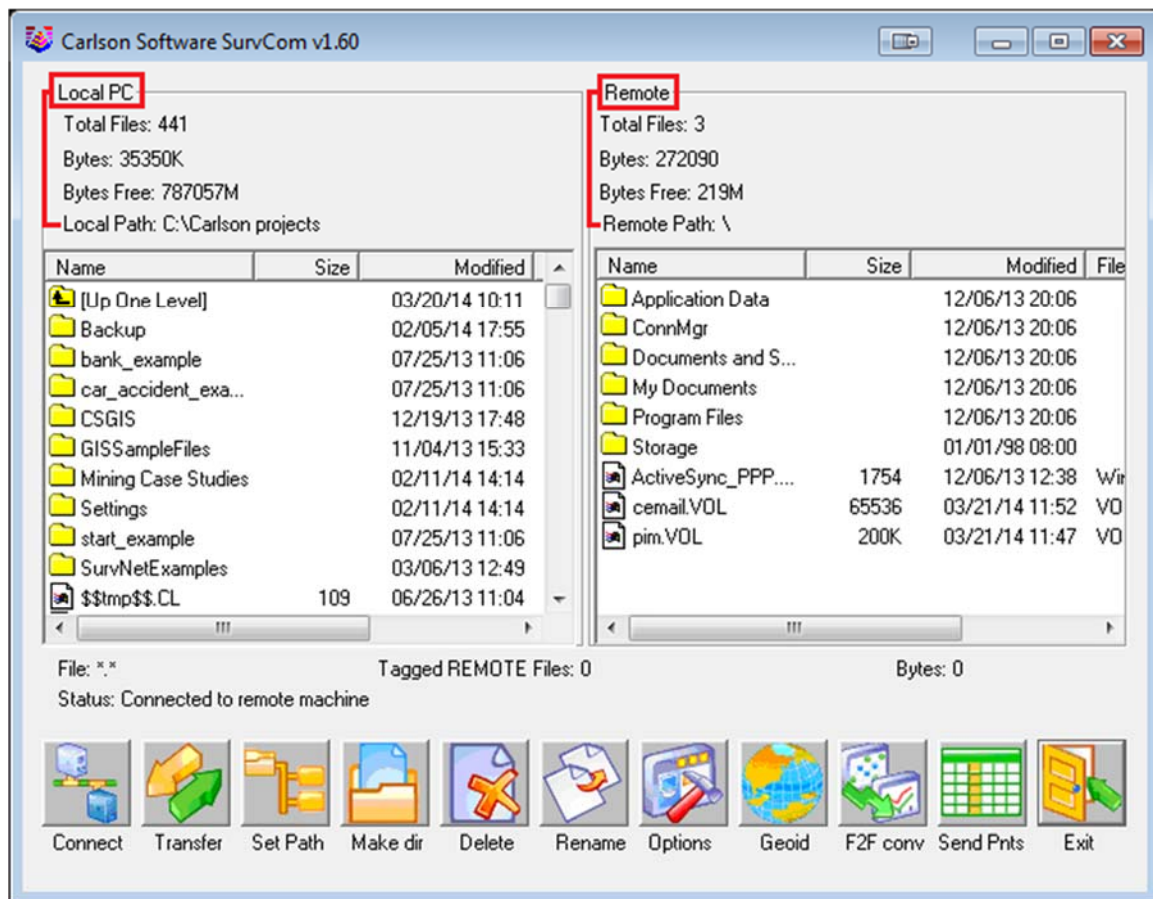 Carlson Software SurvCom v1.60
Local PC
Total Files: 441
Bytes: 35350K
Bytes Free: 787057M
Local Path: C:\Carlson projects
Name Size Modified
[Up One Level] 03/20/14 10:11
Backup 02/05/14 17:55
bank_example 07/25/13 11:06
car_accident_exa... 07/25/13 11:06
CSGIS 12/19/13 17:48
GISSampleFiles 11/04/13 15:33
Mining Case Studies 02/11/14 14:14
Settings 02/11/14 14:14
start_example 07/25/13 11:06
SurvNetExamples 03/06/13 12:49
$$tmp$$.CL 109 06/26/13 11:04
Remote
Total Files: 3
Bytes: 272090
Bytes Free: 219M
Remote Path: \
Name Size Modified File
Application Data 12/06/13 20:06
ConnMgr 12/06/13 20:06
Documents and S... 12/06/13 20:06
My Documents 12/06/13 20:06
Program Files 12/06/13 20:06
Storage 01/01/98 08:00
ActiveSync_PPP.... 1754 12/06/13 12:38 Wir
cemail.VOL 65536 03/21/14 11:52 VO
pim.VOL 200K 03/21/14 11:47 VO
File: *.* Tagged REMOTE Files: 0 Bytes: 0
Status: Connected to remote machine
Connect Transfer Set Path Make dir Delete Rename Options Geoid F2F conv Send Pnts Exit